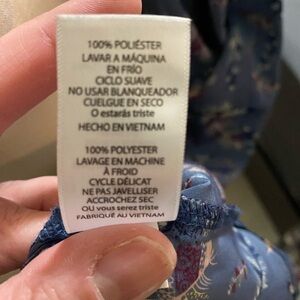 100% POLIÉSTER
LAVAR A MÁQUINA
EN FRÍO
CICLO SUAVE
NO USAR BLANQUEADOR
CUELGUE EN SECO
O estarás triste
HECHO EN VIETNAM
100% POLYESTER
LAVAGE EN MACHINE
À FROID
CYCLE DÉLICAT
NE PAS JAVELLISER
ACCROCHEZ SEC
OU vous serez triste
FABRIQUÉ AU VIETNAM